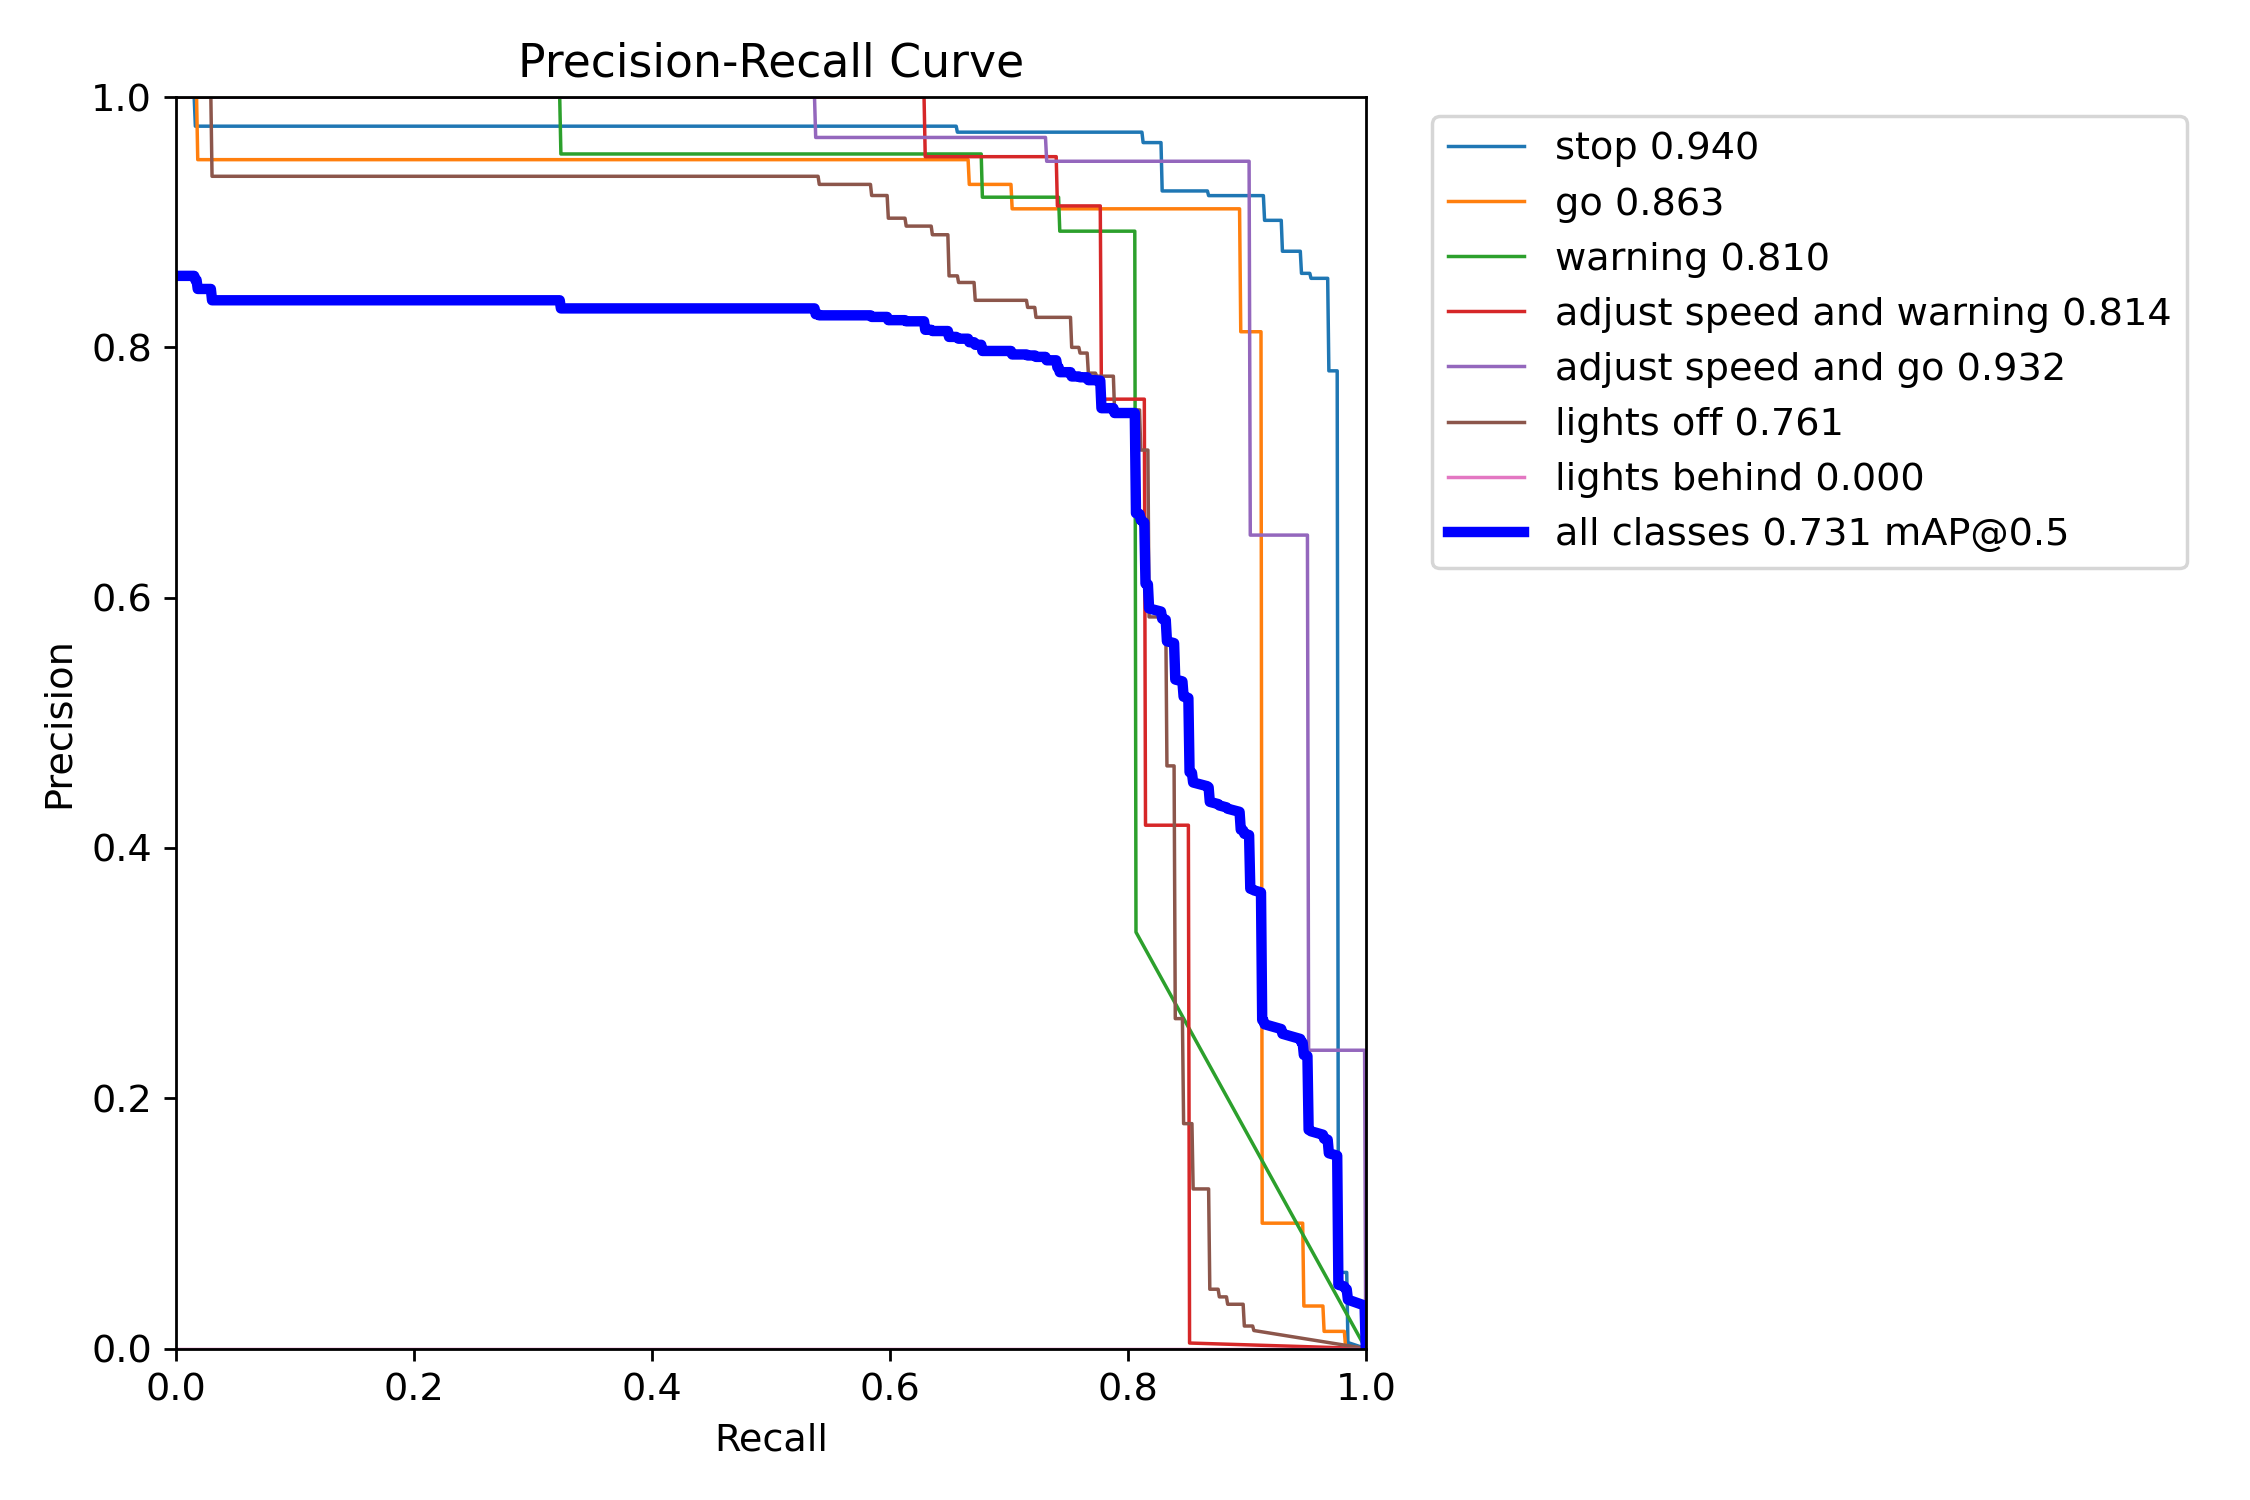 Precision-Recall Curve
1.0
0.8
0.6
0.4
0.2
0.0
Precision
0.0 0.2 0.4 0.6 0.8 1.0
Recall
stop 0.940
go 0.863
warning 0.810
adjust speed and warning 0.814
adjust speed and go 0.932
lights off 0.761
lights behind 0.000
all classes 0.731 mAP@0.5